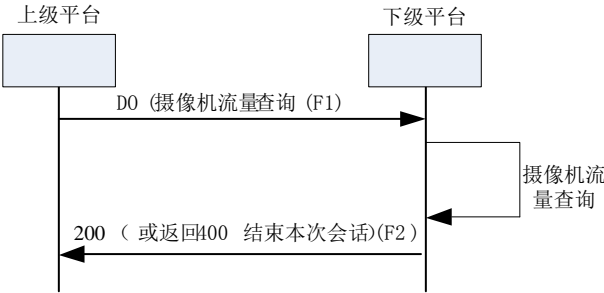 上级平台
下级平台
DO (摄像机流量查询 (F1)
摄像机流
量查询
200 （ 或返回400 结束本次会话)(F2 )